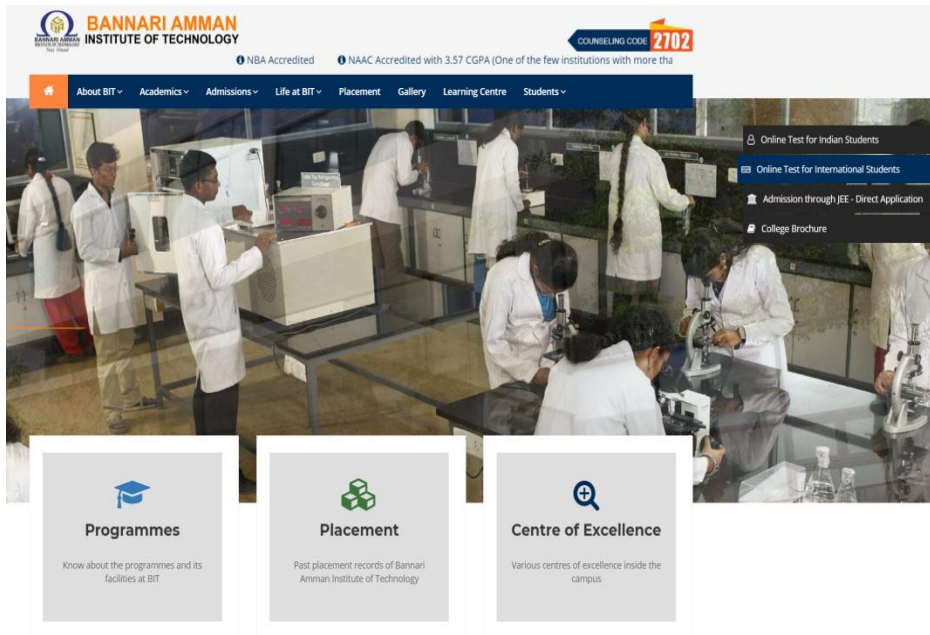 BANNARI AMMAN
INSTITUTE OF TECHNOLOGY
Stay Ahead
COUNSELING CODE 2702
NBA Accredited NAAC Accredited with 3.57 CGPA (One of the few institutions with more tha
About BIT Academics Admissions Life at BIT Placement Gallery Learning Centre Students
Online Test for Indian Students
Online Test for International Students
Admission through JEE - Direct Application
College Brochure
Programmes
Know about the programmes and its
facilities at BIT
Placement
Past placement records of Bannari
Amman Institute of Technology
Centre of Excellence
Various centres of excellence inside the
campus